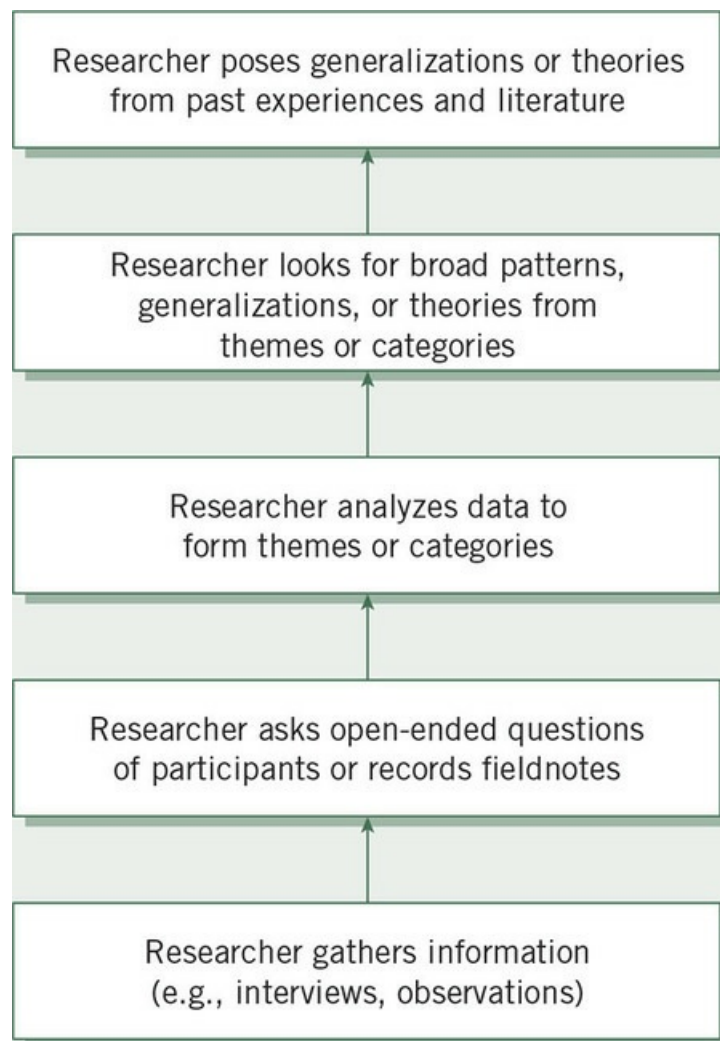 Researcher poses generalizations or theories
from past experiences and literature
Researcher looks for broad patterns,
generalizations, or theories from
themes or categories
Researcher analyzes data to
form themes or categories
Researcher asks open-ended questions
of participants or records fieldnotes
Researcher gathers information
(e.g., interviews, observations)